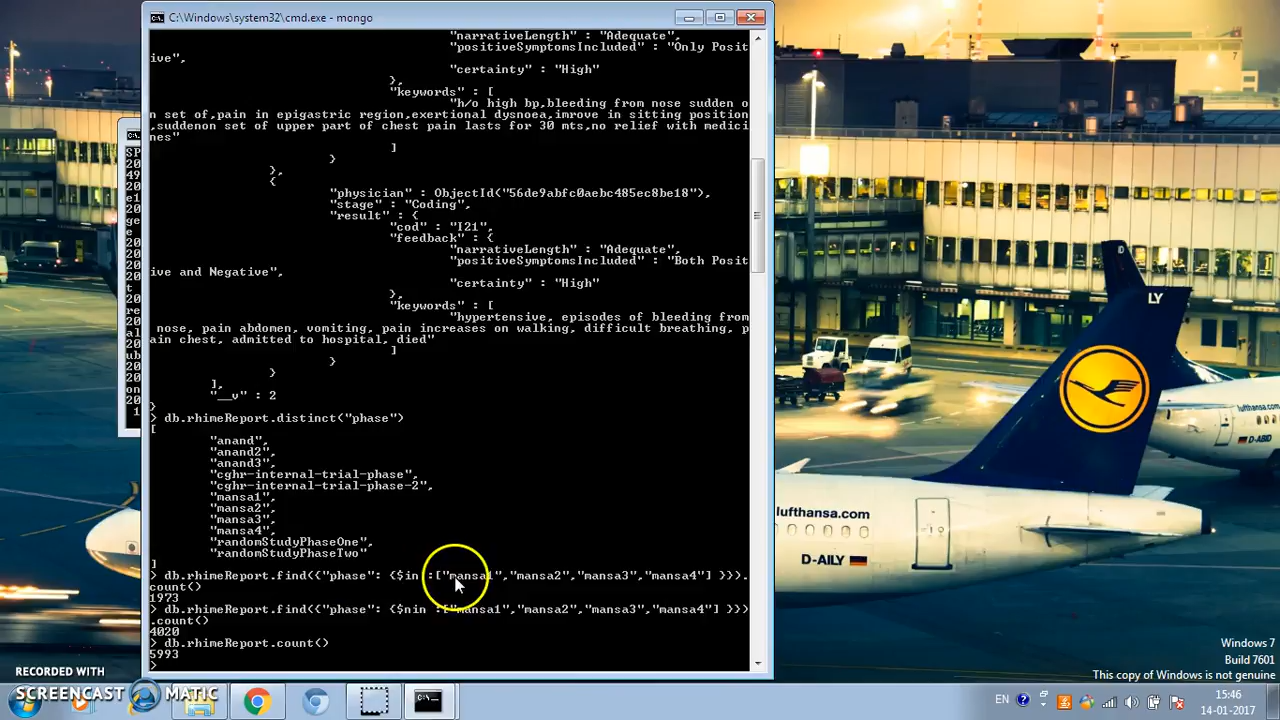 C:\Windows\system32\cmd.exe - mongo
"narrativeLength" : "Adequate",
"positiveSymptomsIncluded" : "Only Posit
ive",
"certainty" : "High"
},
"keywords" : [
"h/o high bp,bleeding from nose sudden o
n set of,pain in epigastric region,exertional dysnoea,imrove in sitting position
,suddenon set of upper part of chest pain lasts for 30 mts,no relief with medici
nes"
]
}
},
{
"physician" : ObjectId("56de9abfc0aebc485ec8be18"),
"stage" : "Coding",
"result" : {
"cod" : "I21",
"feedback" : {
"narrativeLength" : "Adequate",
"positiveSymptomsIncluded" : "Both Posit
ive and Negative",
"certainty" : "High"
},
"keywords" : [
"hypertensive, episodes of bleeding from
nose, pain abdomen, vomiting, pain increases on walking, difficult breathing, p
ain chest, admitted to hospital, died"
]
}
}
],
"__v" : 2
}
> db.rhimeReport.distinct("phase")
[
"anand",
"anand2",
"anand3",
"cghr-internal-trial-phase",
"cghr-internal-trial-phase-2",
"mansa1",
"mansa2",
"mansa3",
"mansa4",
"randomStudyPhaseOne",
"randomStudyPhaseTwo"
]
> db.rhimeReport.find({"phase": {$in :["mansa1","mansa2","mansa3","mansa4"] }}).
count()
1973
> db.rhimeReport.find({"phase": {$nin :["mansa1","mansa2","mansa3","mansa4"] }})
.count()
4020
> db.rhimeReport.count()
5993
>
D
LY
lufthansa.com
lufthansa.com
D-ABID
D-AILY
Windows 7
Build 7601
This copy of Windows is not genuine
RECORDED WITH
SCREENCAST MATIC
EN
15:46
14-01-2017